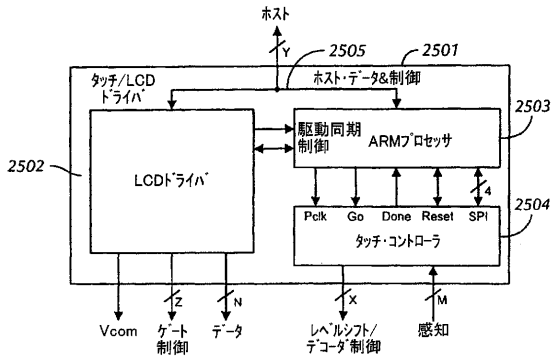 ホスト
Y
2505
2501
タッチ/LCD
ドライバ
ホスト・データ&制御
2503
駆動同期
制御
ARMプロセッサ
2502
LCDドライバ
4
2504
Pclk Go Done Reset SPI
タッチ・コントローラ
Z N X M
Vcom ゲート制御 データ レベルシフト/デコーダ制御 感知